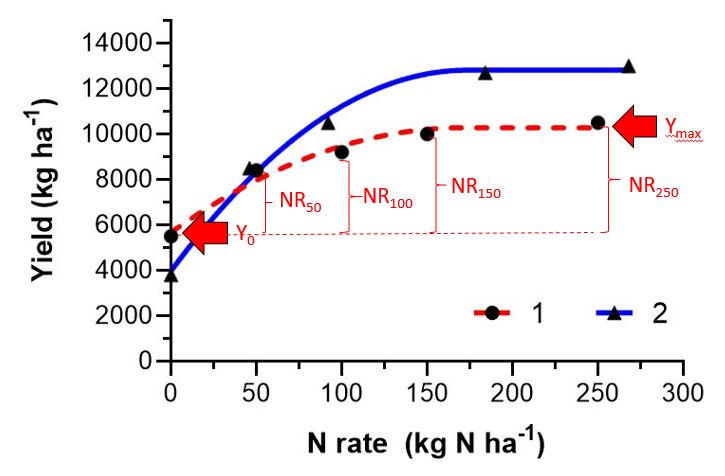 14000
12000
10000
8000
6000
4000
2000
0
Yield (kg ha⁻¹)
Y₀
NR₅₀
NR₁₀₀
NR₁₅₀
NR₂₅₀
Yₘₐₓ
1
2
0 50 100 150 200 250 300
N rate (kg N ha⁻¹)